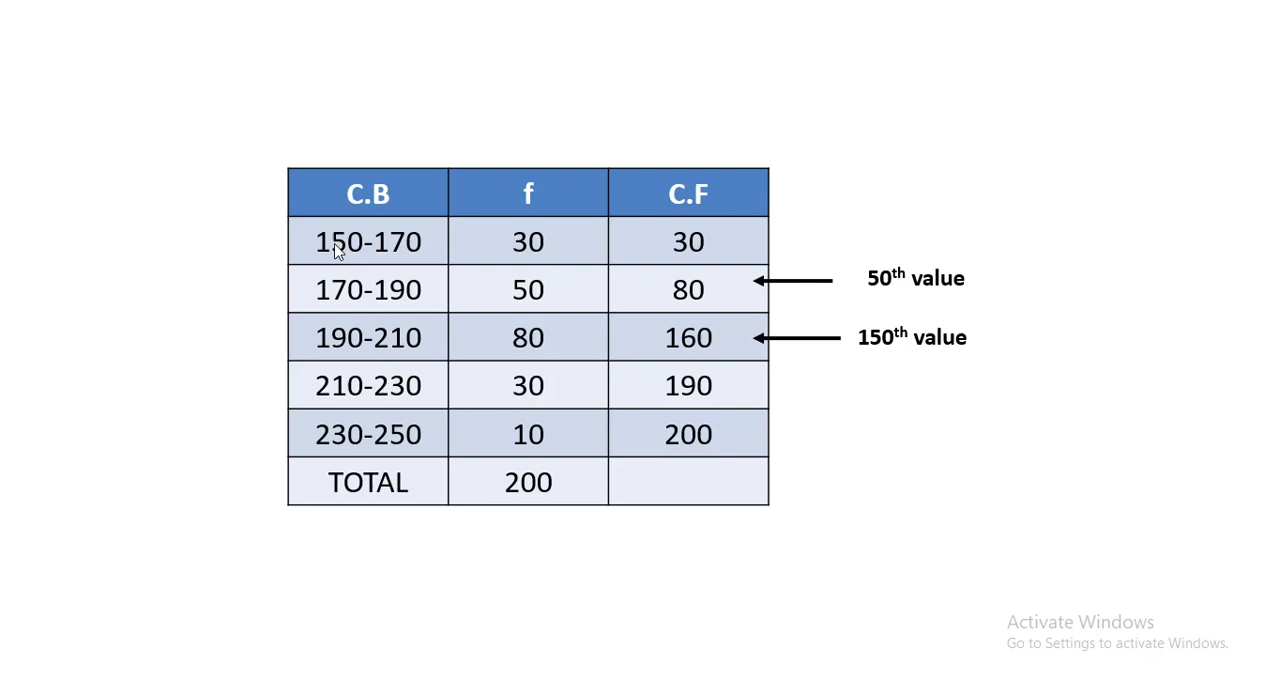 C.B f C.F
150-170 30 30
170-190 50 80
190-210 80 160
210-230 30 190
230-250 10 200
TOTAL 200
50th value
150th value
Activate Windows
Go to Settings to activate Windows.